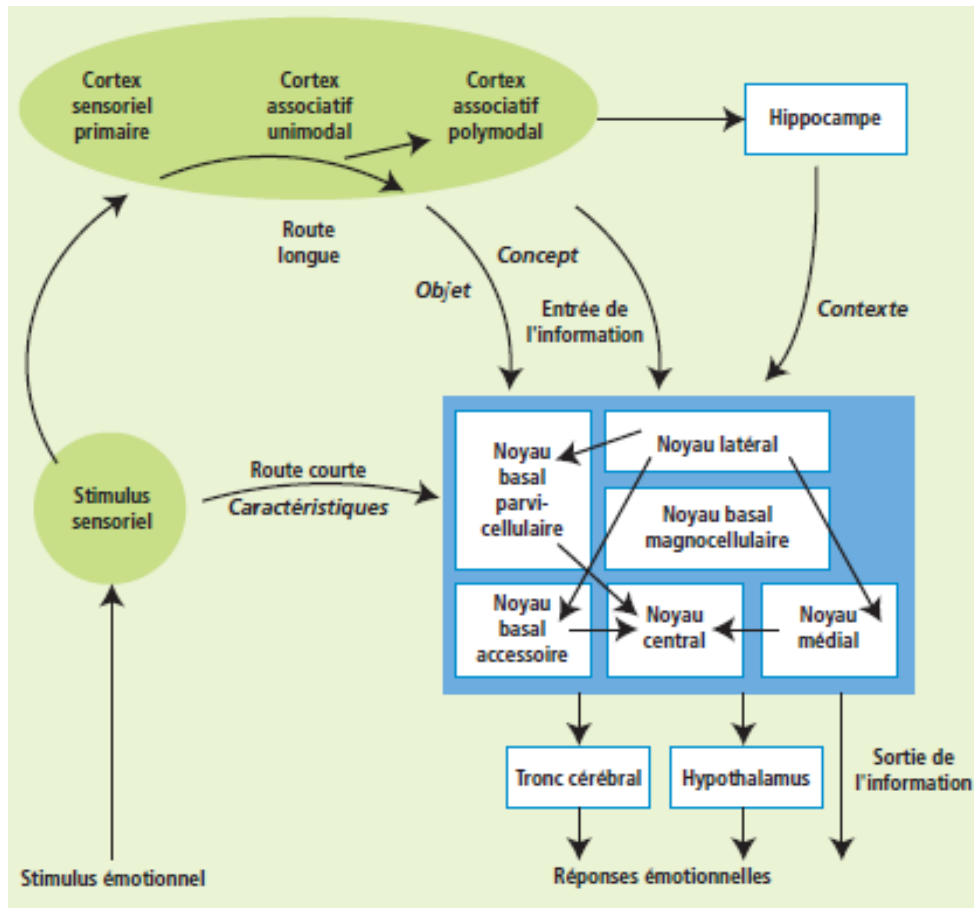 Cortex
sensoriel
primaire
Cortex
associatif
unimodal
Cortex
associatif
polymodal
Hippocampe
Route
longue
Objet
Concept
Entrée de
l'information
Contexte
Stimulus
sensoriel
Route courte
Caractéristiques
Noyau
basal
parvi-
cellulaire
Noyau latéral
Noyau basal
magnocellulaire
Noyau
basal
accessoire
Noyau
central
Noyau
médial
Tronc cérébral
Hypothalamus
Sortie de
l'information
Stimulus émotionnel
Réponses émotionnelles